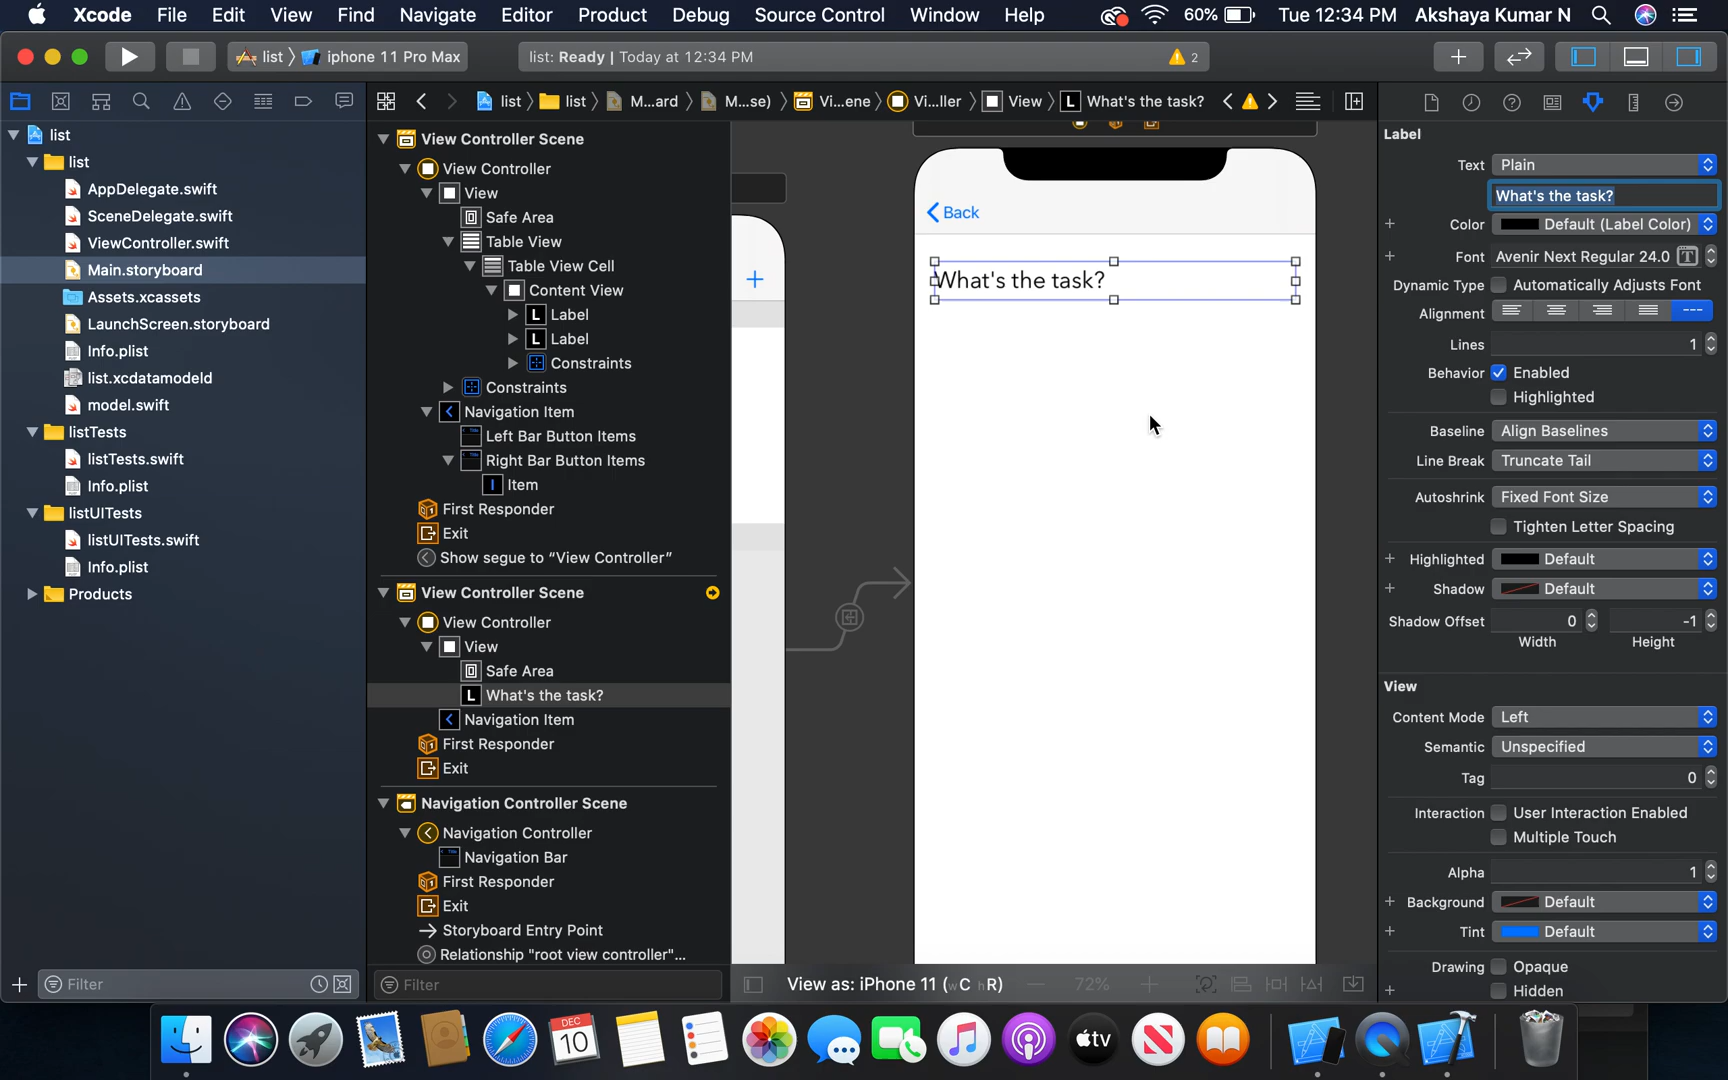 Xcode File Edit View Find Navigate Editor Product Debug Source Control Window Help 60% Tue 12:34 PM Akshaya Kumar N
list iphone 11 Pro Max list: Ready | Today at 12:34 PM 2
list list M...ard M...se) Vi...ene Vi...ller View L What's the task?
list
list
AppDelegate.swift
SceneDelegate.swift
ViewController.swift
Main.storyboard
Assets.xcassets
LaunchScreen.storyboard
Info.plist
list.xcdatamodeld
model.swift
listTests
listTests.swift
Info.plist
listUITests
listUITests.swift
Info.plist
Products
Filter
View Controller Scene
View Controller
View
Safe Area
Table View
Table View Cell
Content View
L Label
L Label
Constraints
Constraints
Navigation Item
Left Bar Button Items
Right Bar Button Items
Item
First Responder
Exit
Show segue to “View Controller”
View Controller Scene
View Controller
View
Safe Area
L What's the task?
Navigation Item
First Responder
Exit
Navigation Controller Scene
Navigation Controller
Navigation Bar
First Responder
Exit
Storyboard Entry Point
Relationship "root view controller"...
Filter
Back
What's the task?
View as: iPhone 11 (wC hR) 72%
Label
Text Plain
What's the task?
Color Default (Label Color)
Font Avenir Next Regular 24.0
Dynamic Type Automatically Adjusts Font
Alignment
Lines 1
Behavior Enabled
Highlighted
Baseline Align Baselines
Line Break Truncate Tail
Autoshrink Fixed Font Size
Tighten Letter Spacing
Highlighted Default
Shadow Default
Shadow Offset 0 -1
Width Height
View
Content Mode Left
Semantic Unspecified
Tag 0
Interaction User Interaction Enabled
Multiple Touch
Alpha 1
Background Default
Tint Default
Drawing Opaque
Hidden
DEC
10
tv